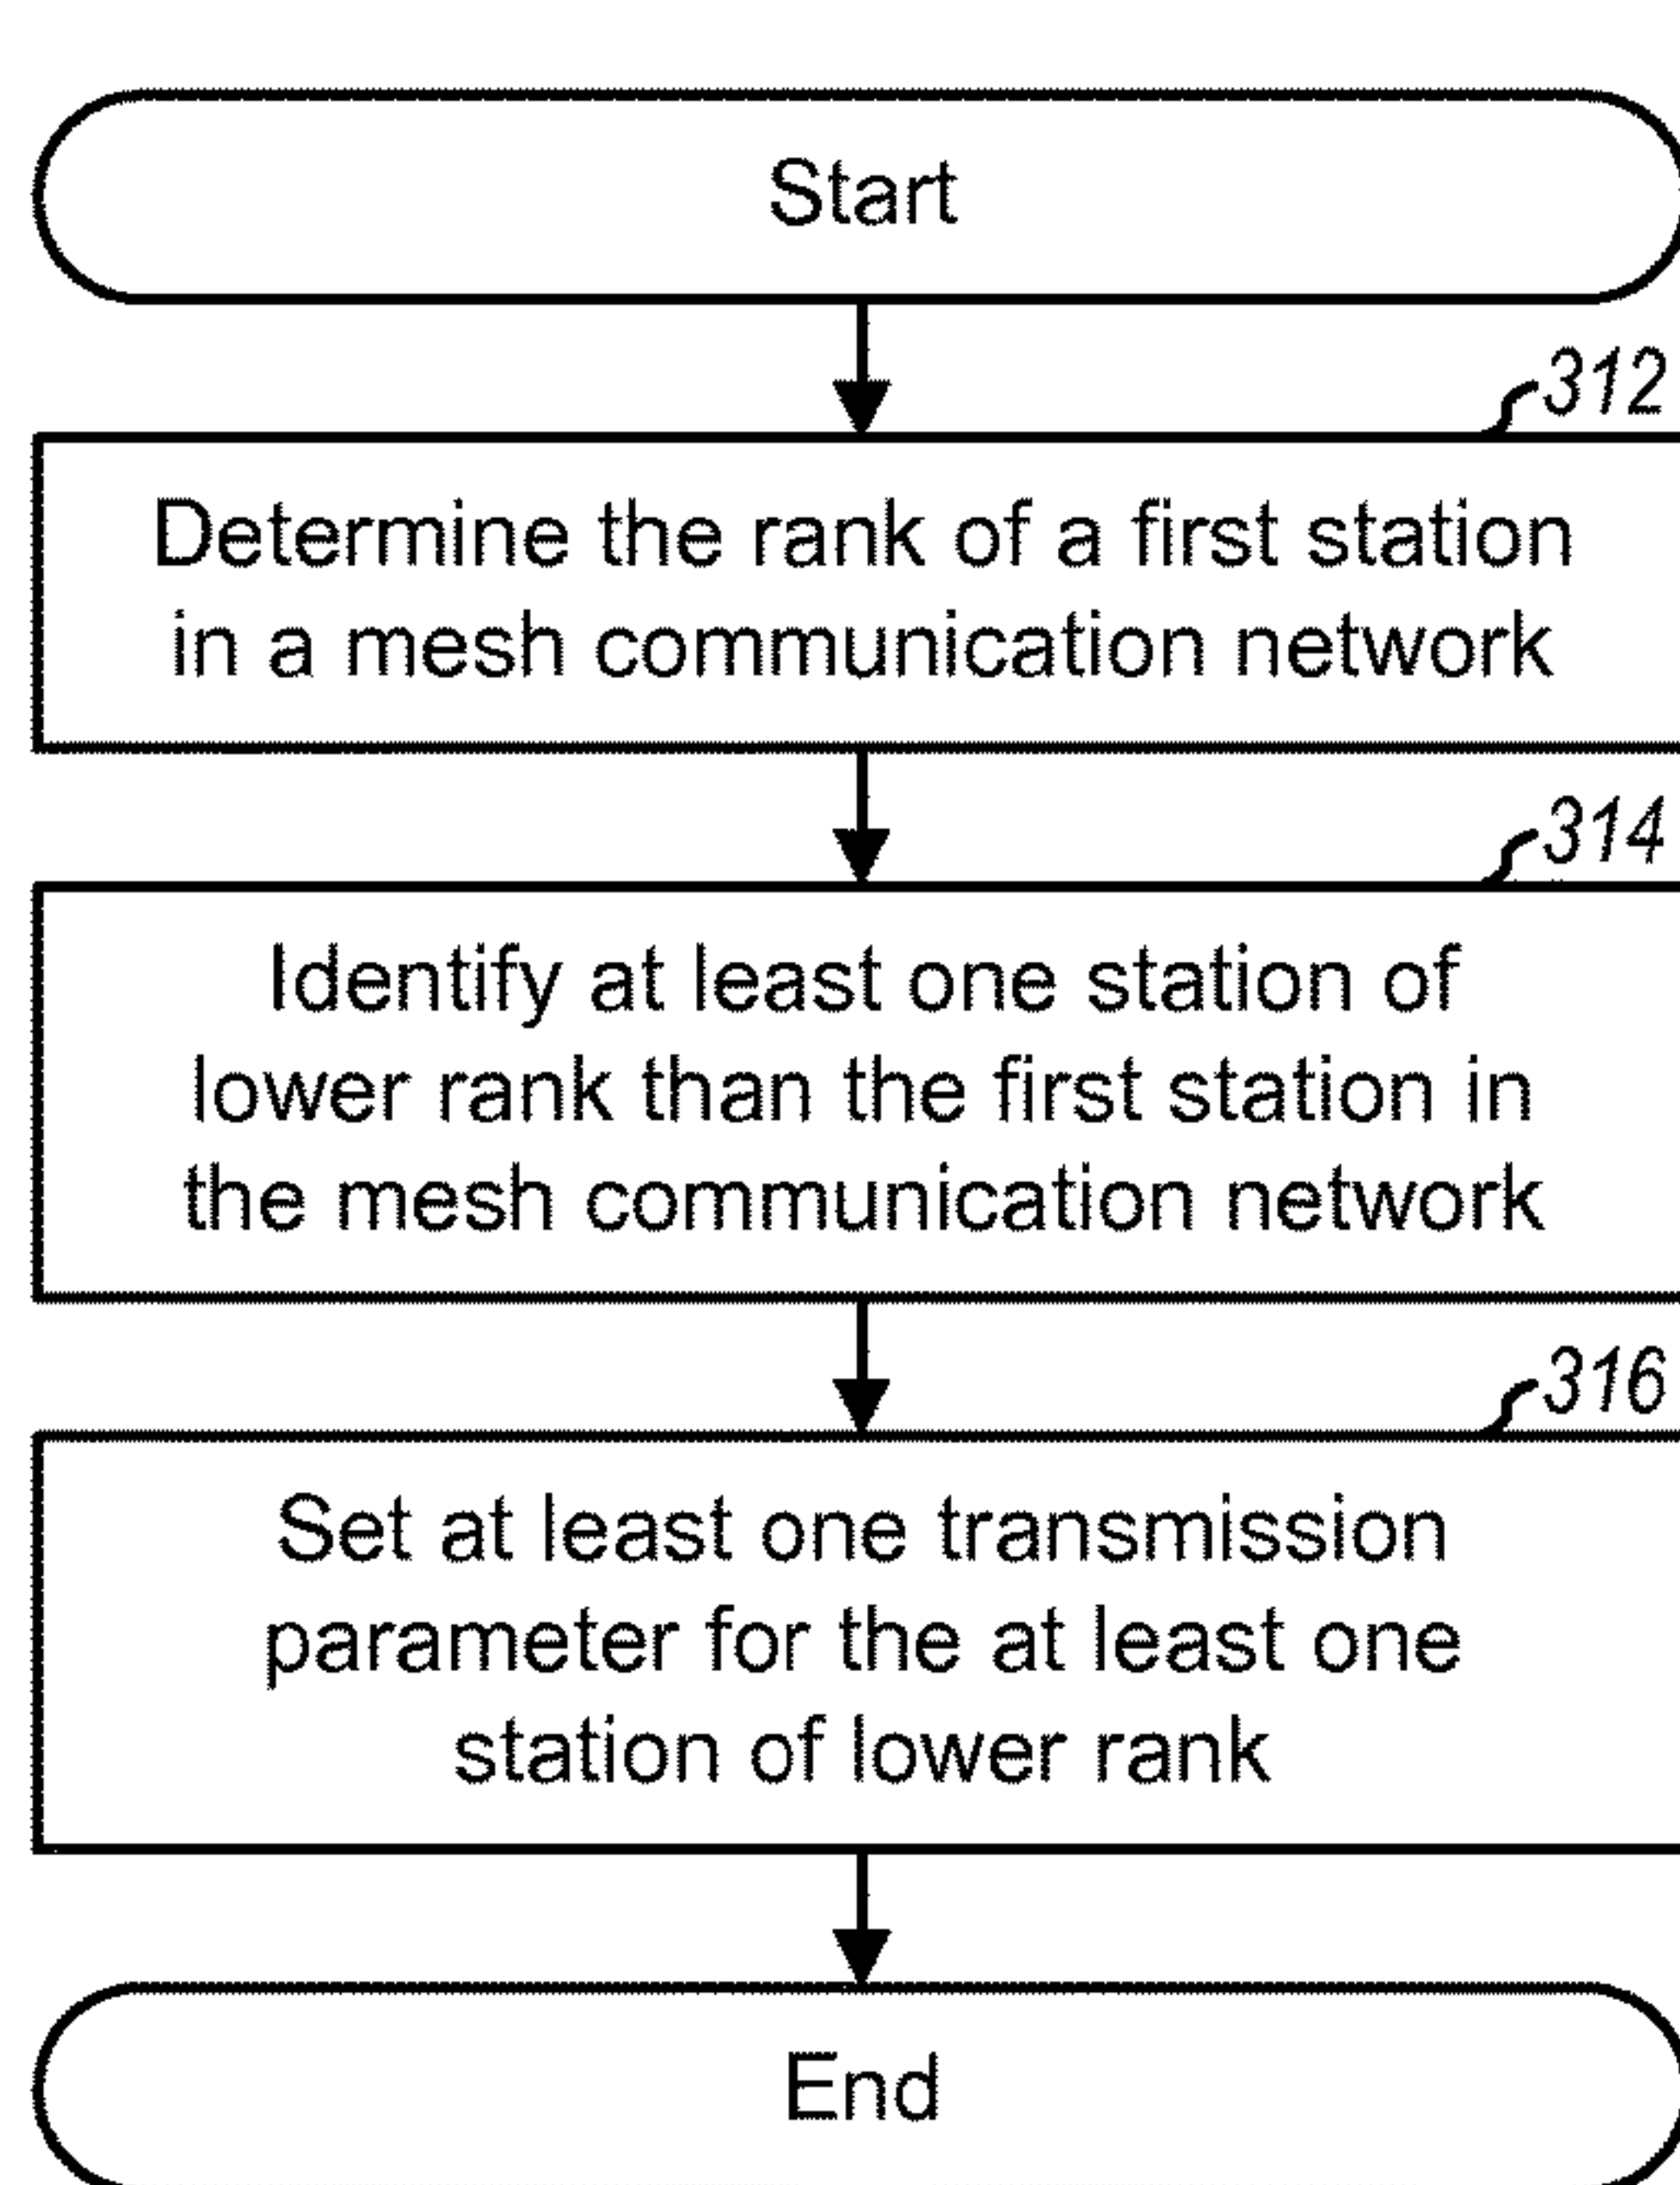 Start
312
Determine the rank of a first station
in a mesh communication network
314
Identify at least one station of
lower rank than the first station in
the mesh communication network
316
Set at least one transmission
parameter for the at least one
station of lower rank
End